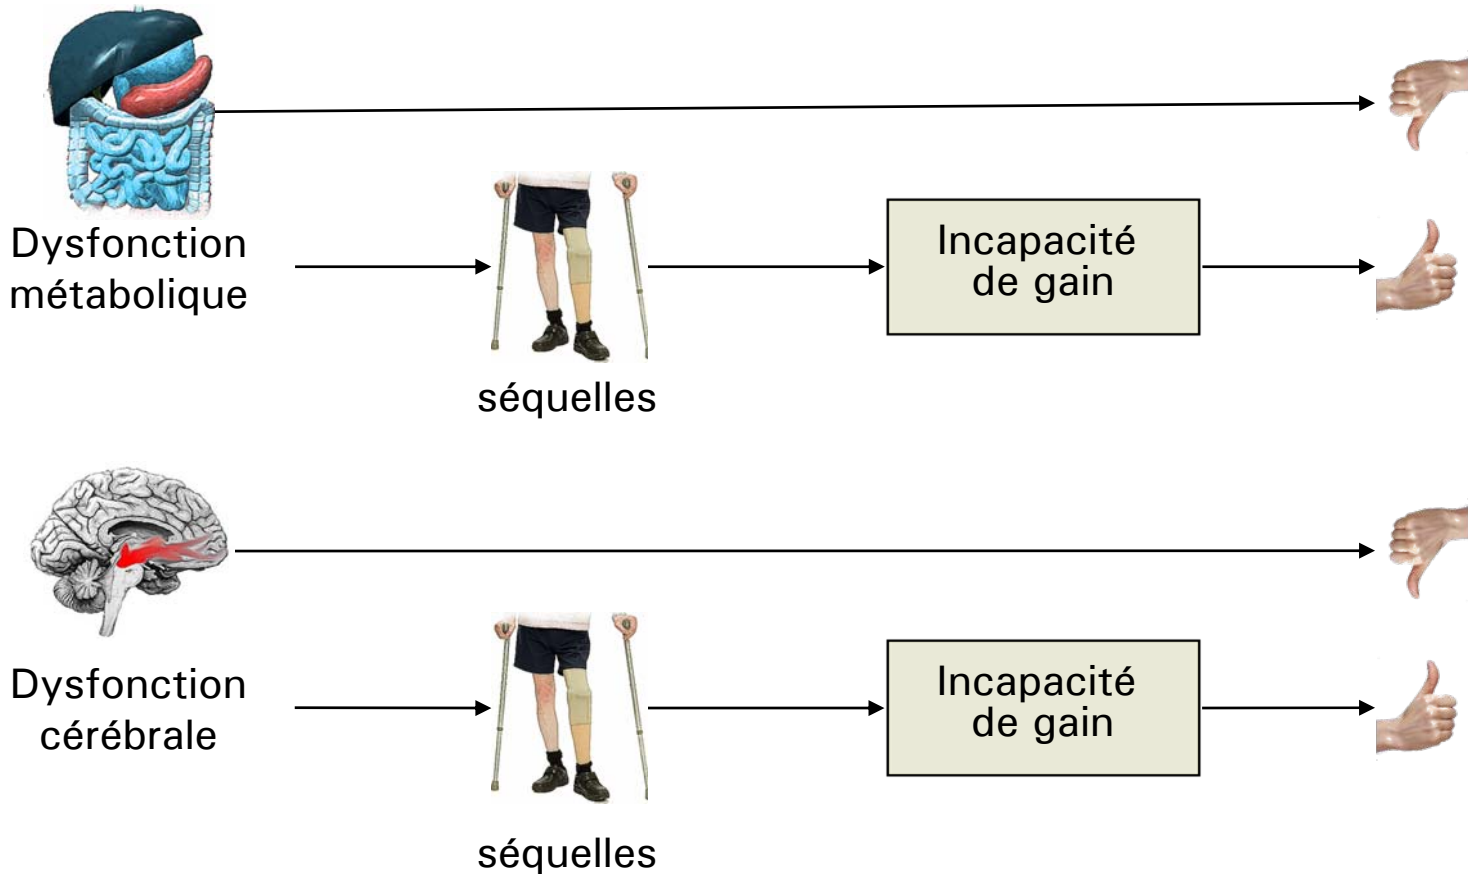 Dysfonction
métabolique
séquelles
Incapacité
de gain
Dysfonction
cérébrale
séquelles
Incapacité
de gain